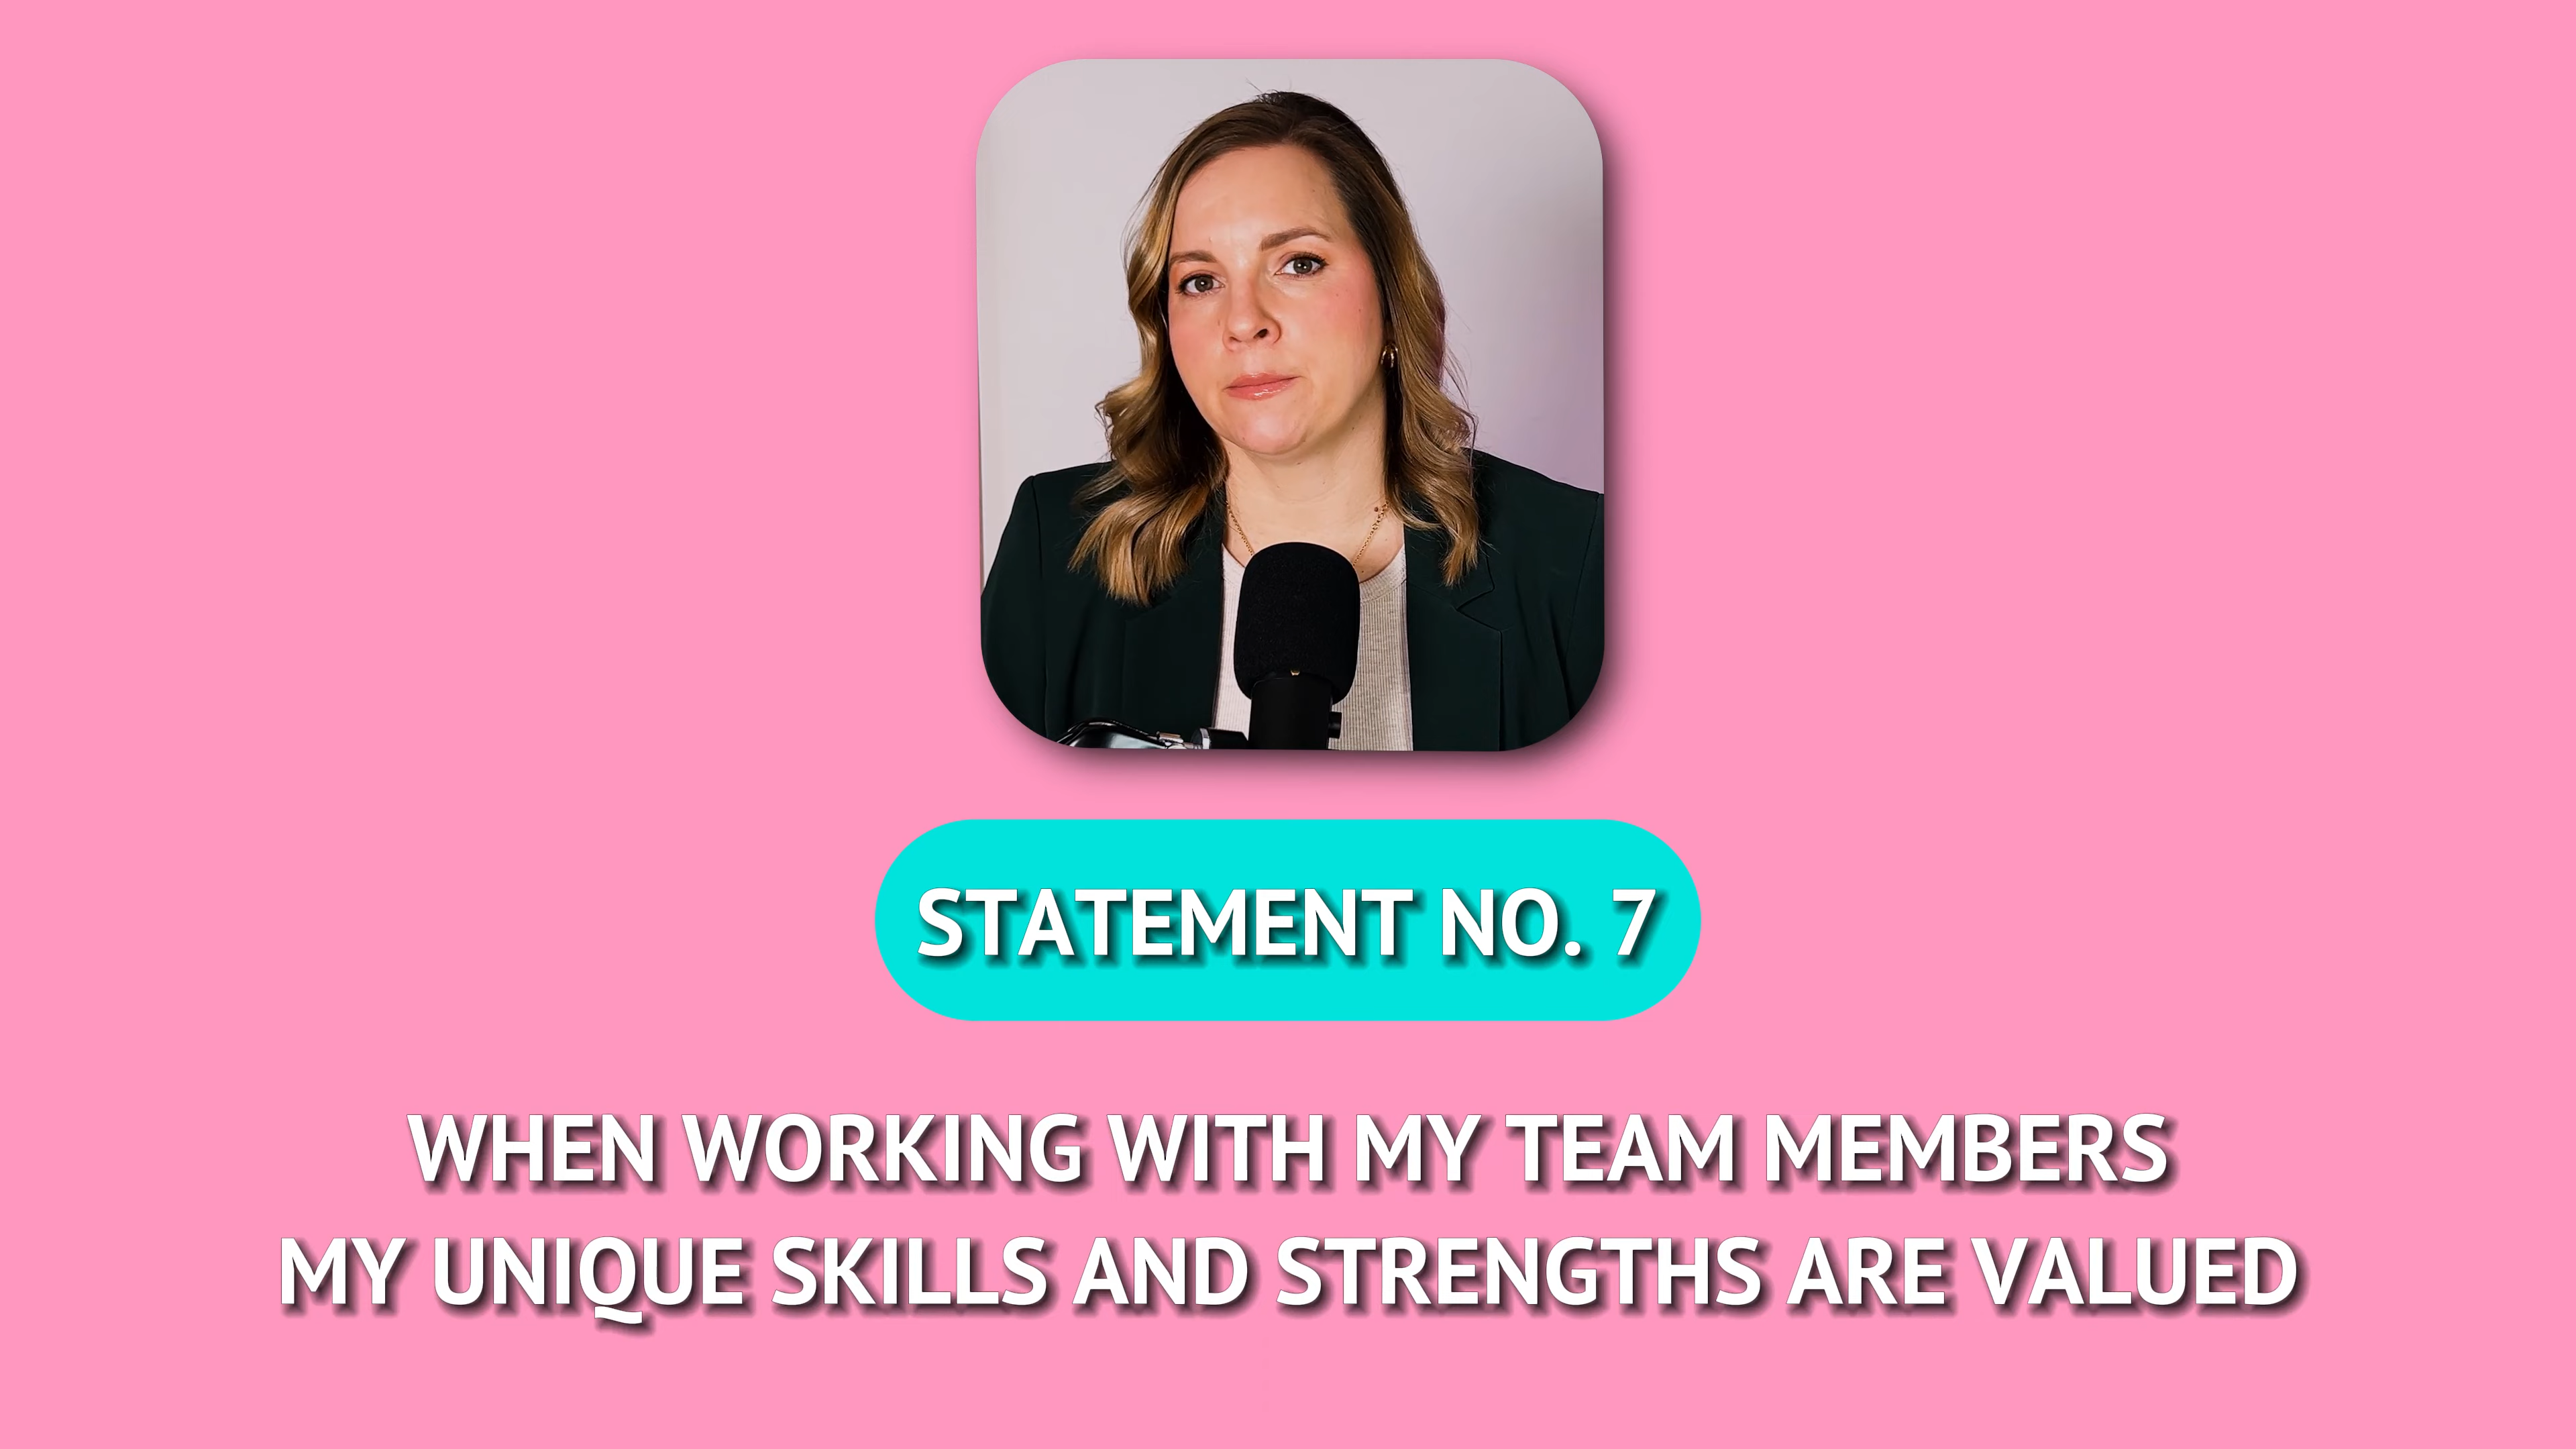 STATEMENT NO. 7
WHEN WORKING WITH MY TEAM MEMBERS
MY UNIQUE SKILLS AND STRENGTHS ARE VALUED